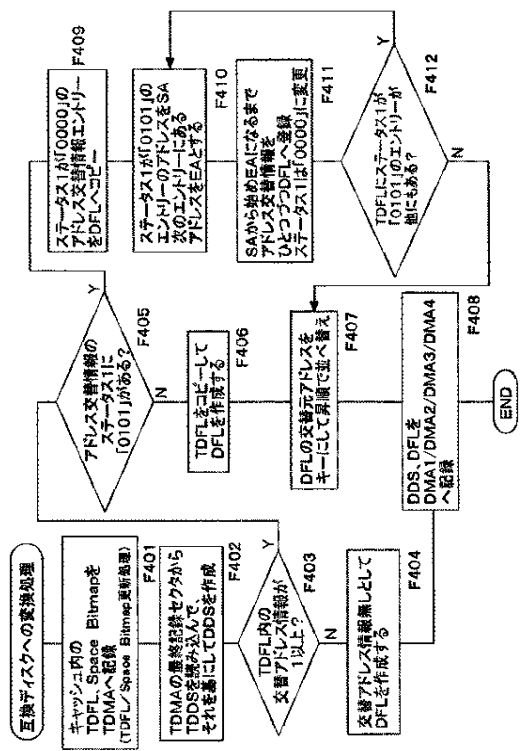 互換ディスクへの変換処理
キャッシュ内の
TDFL、Space Bitmapを
TDMAへ記録
(TDFL/Space Bitmap更新処理)
F401
TDMAの最終記録セクタから
TDDSを読み込んで、
それを基にしてDDSを作成
F402
TDFL内の
交替アドレス情報が
1以上?
F403
Y
N
交替アドレス情報無しとして
DFLを作成する
F404
アドレス交替情報の
ステータス1に
「0101」がある?
F405
Y
N
TDFLをコピーして
DFLを作成する
F406
DFLの交替元アドレスを
キーにして昇順で並べ替え
F407
DDS、DFLを
DMA1/DMA2/DMA3/DMA4
へ記録
F408
END
ステータス1が「0000」の
アドレス交替情報エントリー
をDFLへコピー
F409
ステータス1が「0101」の
エントリーのアドレスをSA
次のエントリーにある
アドレスをEAとする
F410
SAから始めEAになるまで
アドレス交替情報を
ひとつづつDFLへ登録
ステータス1は「0000」に変更
F411
TDFLにステータス1が
「0101」のエントリーが
他にもある?
F412
Y
N